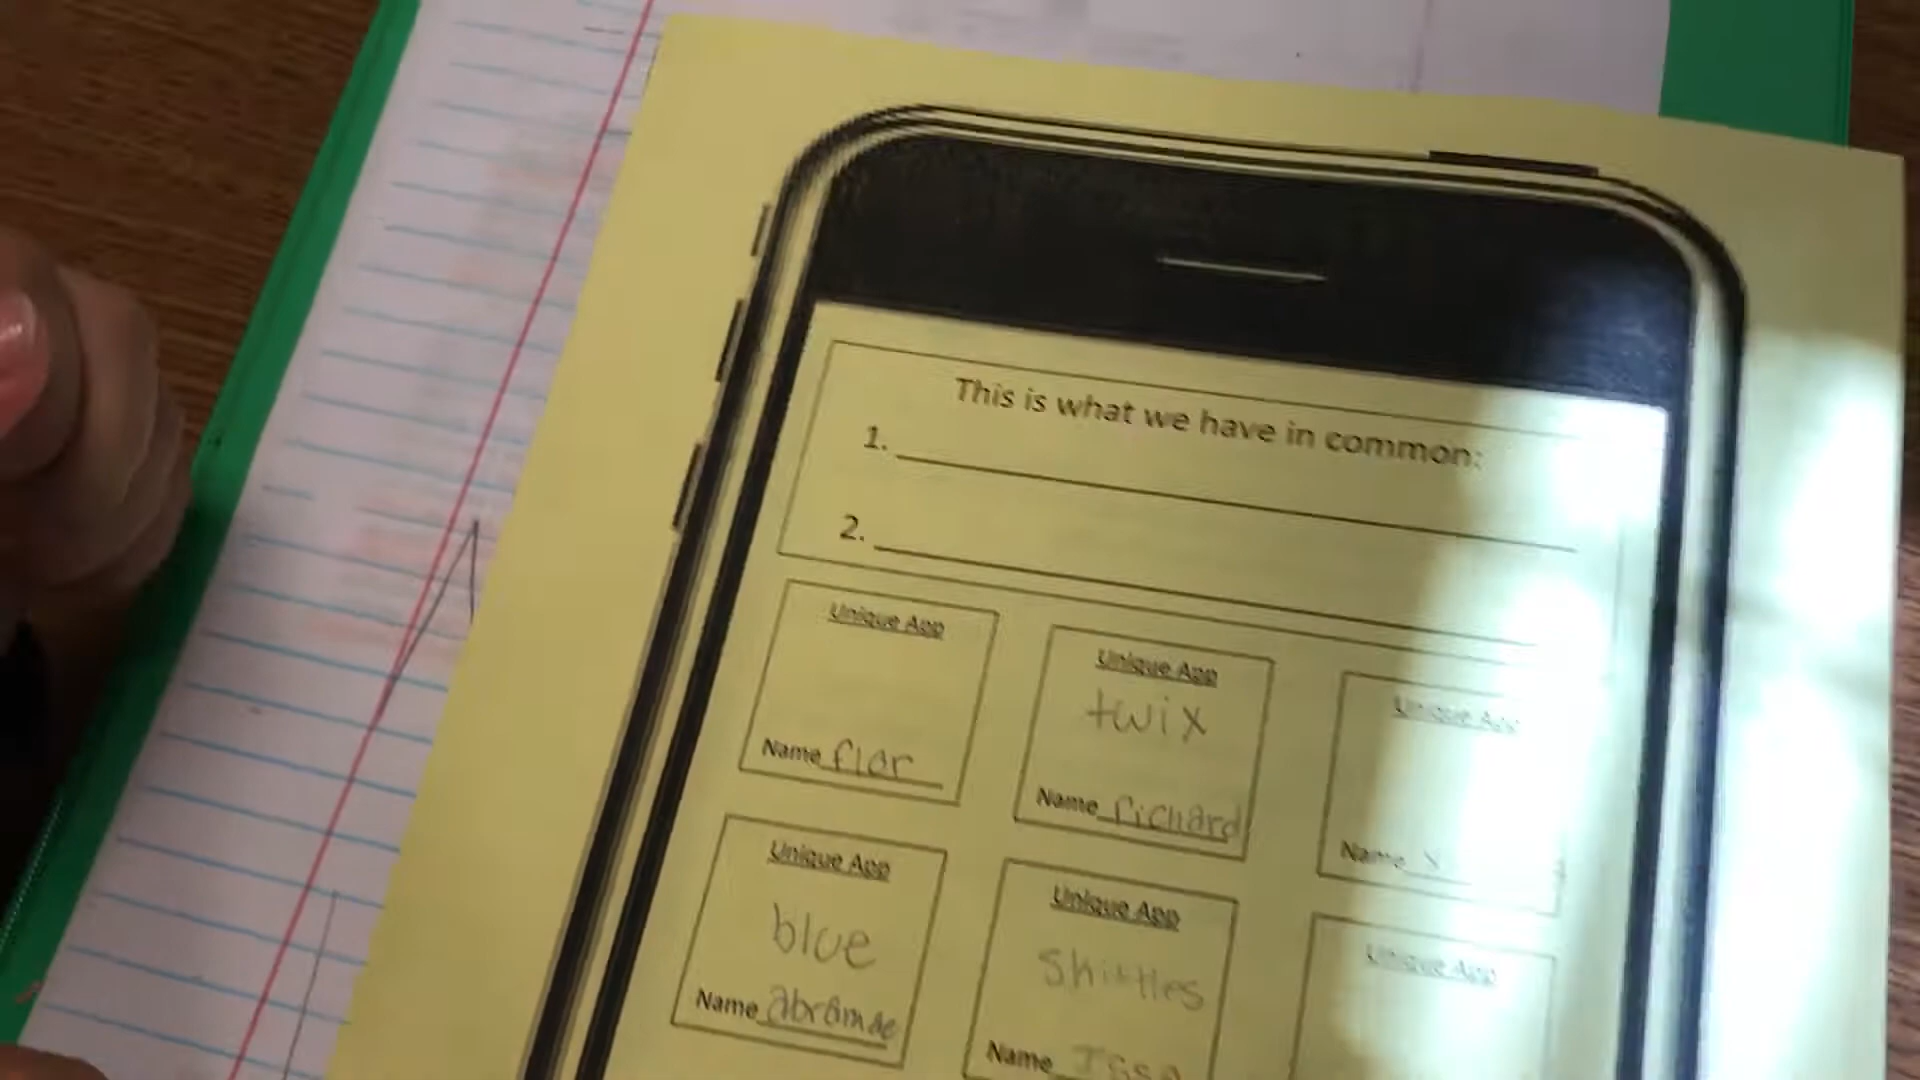 This is what we have in common:
1.
2.
Unique App
Name flor
Unique App
twix
Name richard
Unique App
Name
Unique App
blue
Name
Unique App
Skittles
Name
Unique App